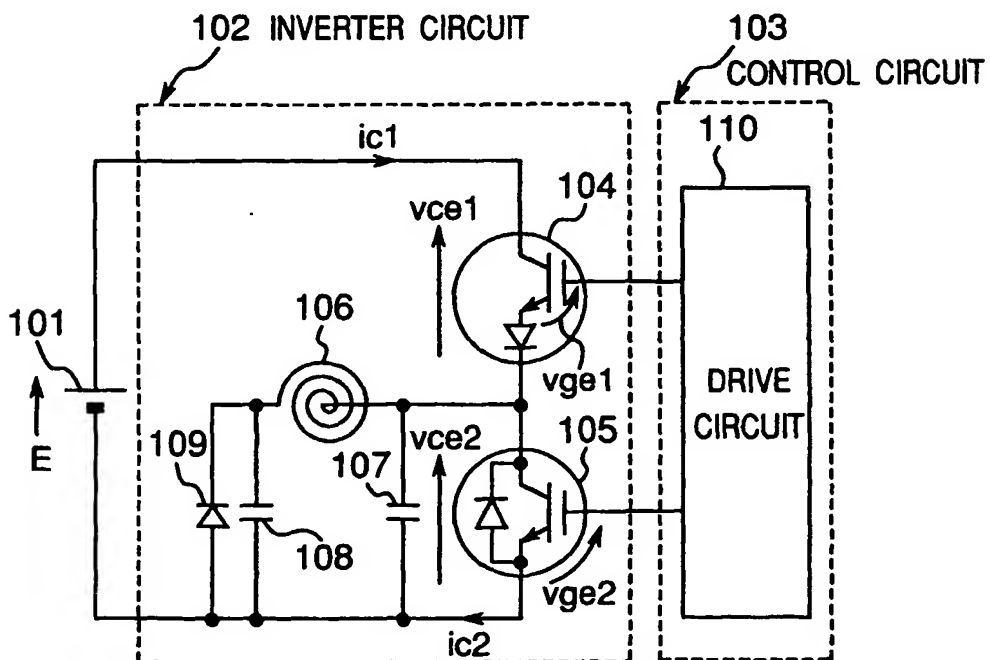 102 INVERTER CIRCUIT
103
CONTROL CIRCUIT
110
ic1
104
vce1
101
106
vge1
DRIVE
CIRCUIT
E
109
vce2
105
107
108
vge2
ic2